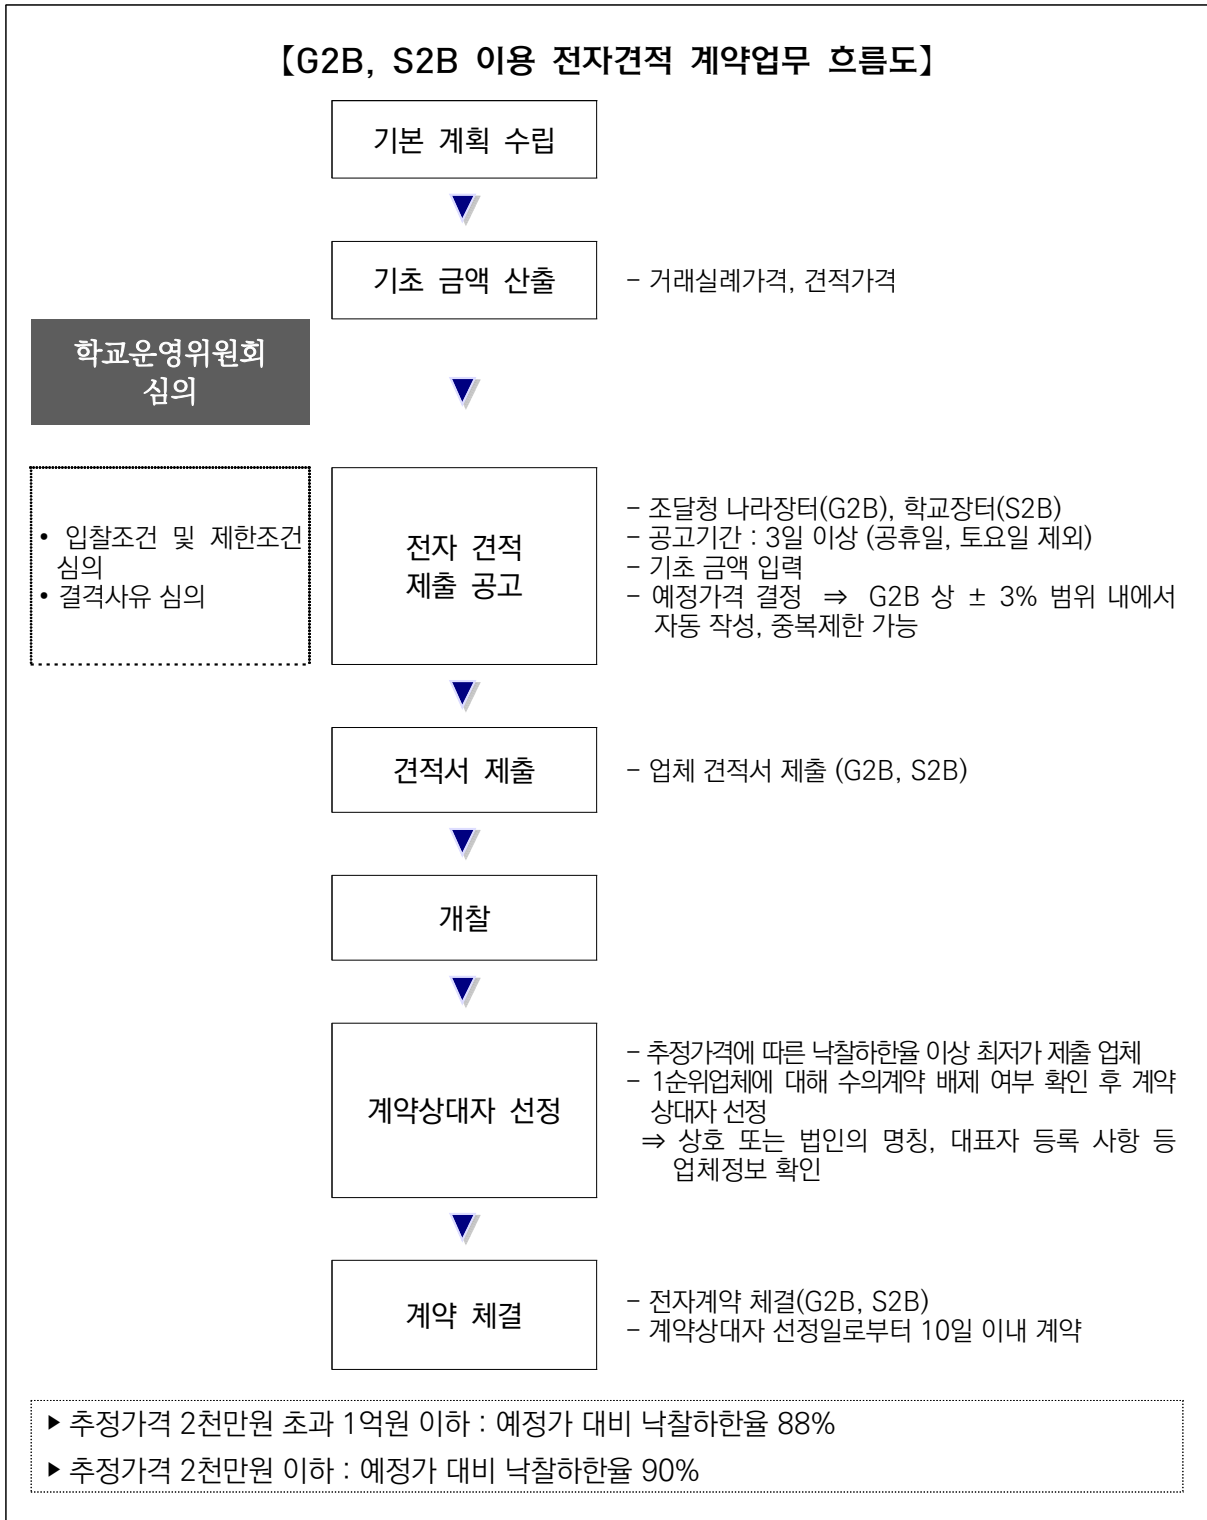 【G2B, S2B 이용 전자견적 계약업무 흐름도】
기본 계획 수립
기초 금액 산출
- 거래실례가격, 견적가격
학교운영위원회
심의
• 입찰조건 및 제한조건
심의
• 결격사유 심의
전자 견적
제출 공고
- 조달청 나라장터(G2B), 학교장터(S2B)
- 공고기간 : 3일 이상 (공휴일, 토요일 제외)
- 기초 금액 입력
- 예정가격 결정 ⇒ G2B 상 ± 3% 범위 내에서
자동 작성, 중복제한 가능
견적서 제출
- 업체 견적서 제출 (G2B, S2B)
개찰
계약상대자 선정
- 추정가격에 따른 낙찰하한율 이상 최저가 제출 업체
- 1순위업체에 대해 수의계약 배제 여부 확인 후 계약
상대자 선정
⇒ 상호 또는 법인의 명칭, 대표자 등록 사항 등
업체정보 확인
계약 체결
- 전자계약 체결(G2B, S2B)
- 계약상대자 선정일로부터 10일 이내 계약
▶ 추정가격 2천만원 초과 1억원 이하 : 예정가 대비 낙찰하한율 88%
▶ 추정가격 2천만원 이하 : 예정가 대비 낙찰하한율 90%